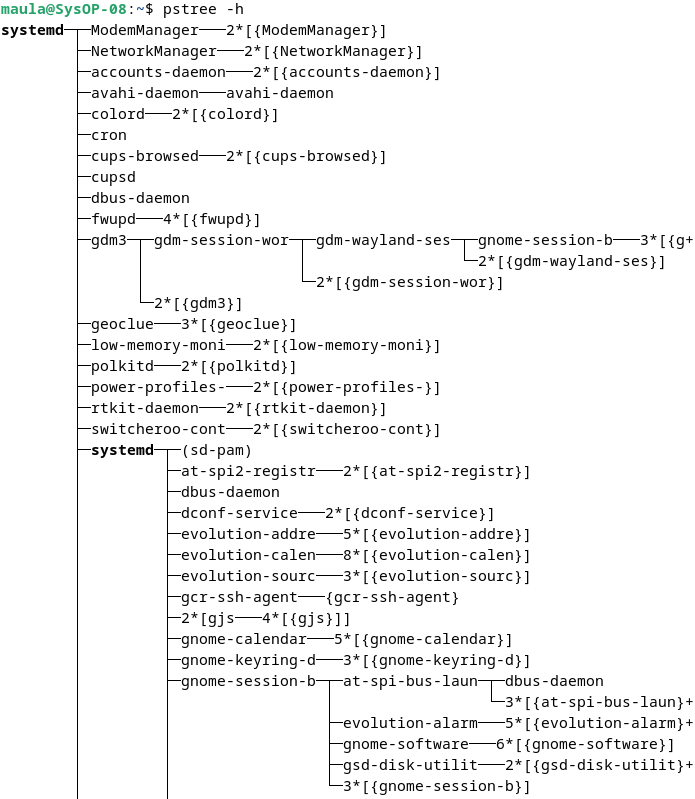 maula@SysOP-08:~$ pstree -h
systemd─┬─ModemManager───2*[{ModemManager}]
        ├─NetworkManager───2*[{NetworkManager}]
        ├─accounts-daemon───2*[{accounts-daemon}]
        ├─avahi-daemon───avahi-daemon
        ├─colord───2*[{colord}]
        ├─cron
        ├─cups-browsed───2*[{cups-browsed}]
        ├─cupsd
        ├─dbus-daemon
        ├─fwupd───4*[{fwupd}]
        ├─gdm3─┬─gdm-session-wor─┬─gdm-wayland-ses─┬─gnome-session-b───3*[{g+
        │      │                 │                 └─2*[{gdm-wayland-ses}]
        │      │                 └─2*[{gdm-session-wor}]
        │      └─2*[{gdm3}]
        ├─geoclue───3*[{geoclue}]
        ├─low-memory-moni───2*[{low-memory-moni}]
        ├─polkitd───2*[{polkitd}]
        ├─power-profiles-───2*[{power-profiles-}]
        ├─rtkit-daemon───2*[{rtkit-daemon}]
        ├─switcheroo-cont───2*[{switcheroo-cont}]
        ├─systemd─┬─(sd-pam)
        │         ├─at-spi2-registr───2*[{at-spi2-registr}]
        │         ├─dbus-daemon
        │         ├─dconf-service───2*[{dconf-service}]
        │         ├─evolution-addre───5*[{evolution-addre}]
        │         ├─evolution-calen───8*[{evolution-calen}]
        │         ├─evolution-sourc───3*[{evolution-sourc}]
        │         ├─gcr-ssh-agent───{gcr-ssh-agent}
        │         ├─2*[gjs───4*[{gjs}]]
        │         ├─gnome-calendar───5*[{gnome-calendar}]
        │         ├─gnome-keyring-d───3*[{gnome-keyring-d}]
        │         ├─gnome-session-b─┬─at-spi-bus-laun─┬─dbus-daemon
        │         │                 │                 └─3*[{at-spi-bus-laun}+
        │         │                 ├─evolution-alarm───5*[{evolution-alarm}+
        │         │                 ├─gnome-software───6*[{gnome-software}]
        │         │                 ├─gsd-disk-utilit───2*[{gsd-disk-utilit}+
        │         │                 └─3*[{gnome-session-b}]